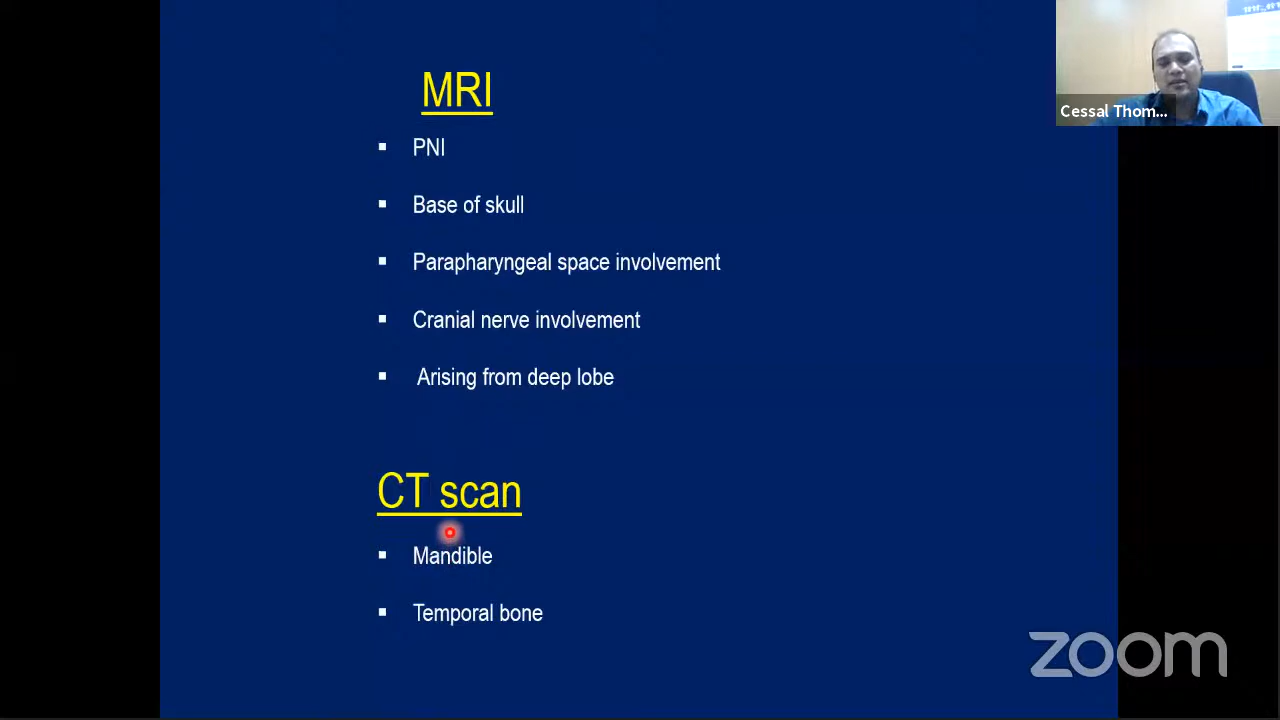 MRI
PNI
Base of skull
Parapharyngeal space involvement
Cranial nerve involvement
Arising from deep lobe
CT scan
Mandible
Temporal bone
Cessal Thom...
zoom